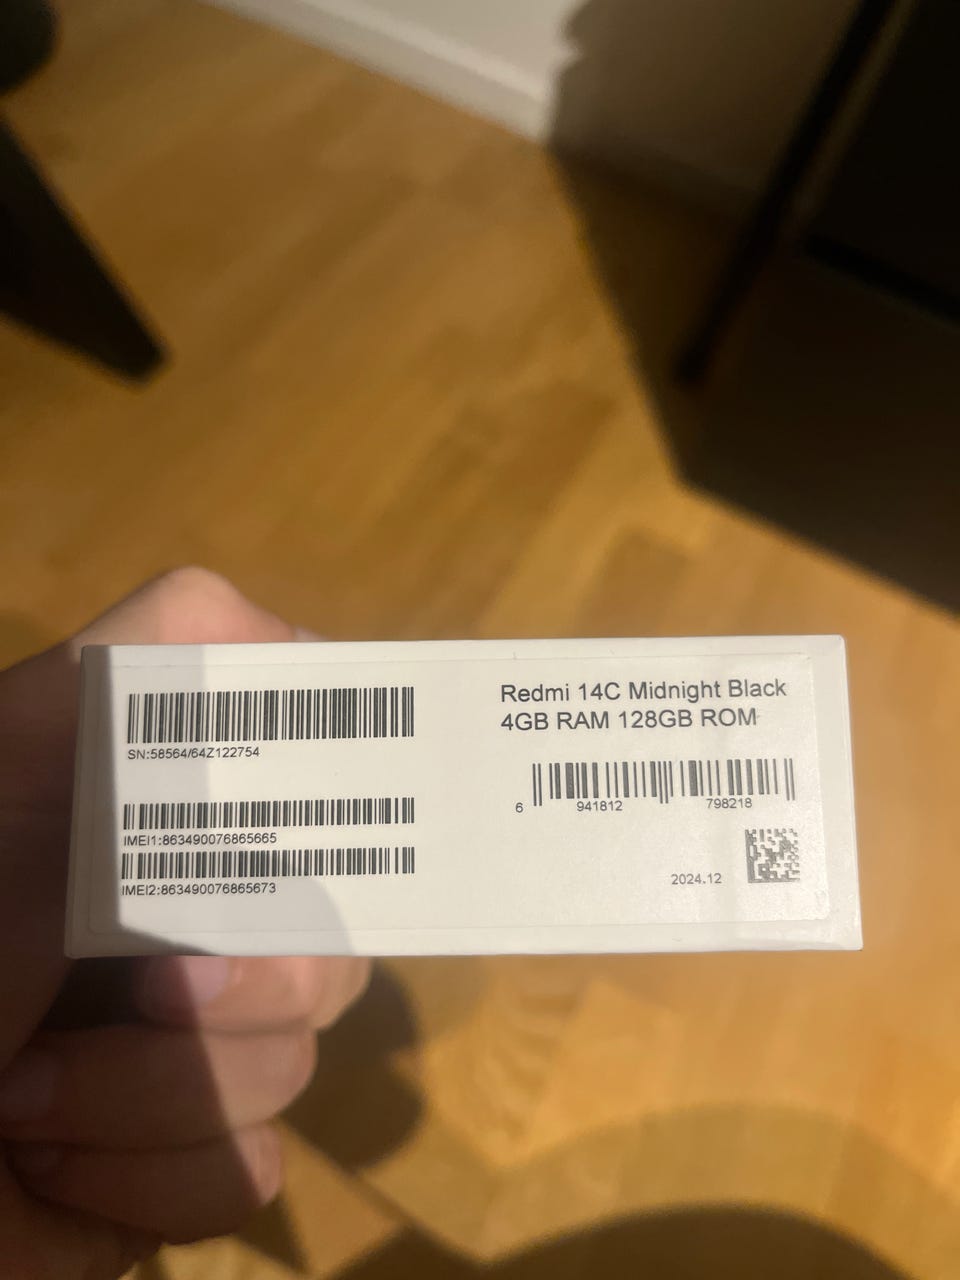 SN:58564/64Z122754
IMEI1:863490076865665
IMEI2:863490076865673
Redmi 14C Midnight Black
4GB RAM 128GB ROM
6 941812 798218
2024.12